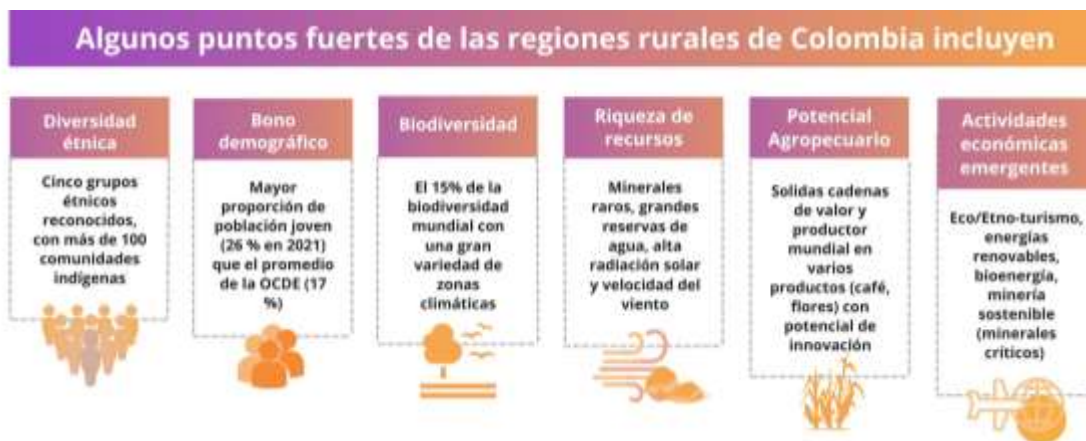 Algunos puntos fuertes de las regiones rurales de Colombia incluyen
Diversidad
étnica
Cinco grupos
étnicos
reconocidos,
con más de 100
comunidades
indígenas
Bono
demográfico
Mayor
proporción de
población joven
(26 % en 2021)
que el promedio
de la OCDE (17
%)
Biodiversidad
El 15% de la
biodiversidad
mundial con
una gran
variedad de
zonas
climáticas
Riqueza de
recursos
Minerales
raros, grandes
reservas de
agua, alta
radiación solar
y velocidad del
viento
Potencial
Agropecuario
Solidas cadenas
de valor y
productor
mundial en
varios
productos (café,
flores) con
potencial de
innovación
Actividades
económicas
emergentes
Eco/Etno-turismo,
energías
renovables,
bioenergía,
minería
sostenible
(minerales
críticos)